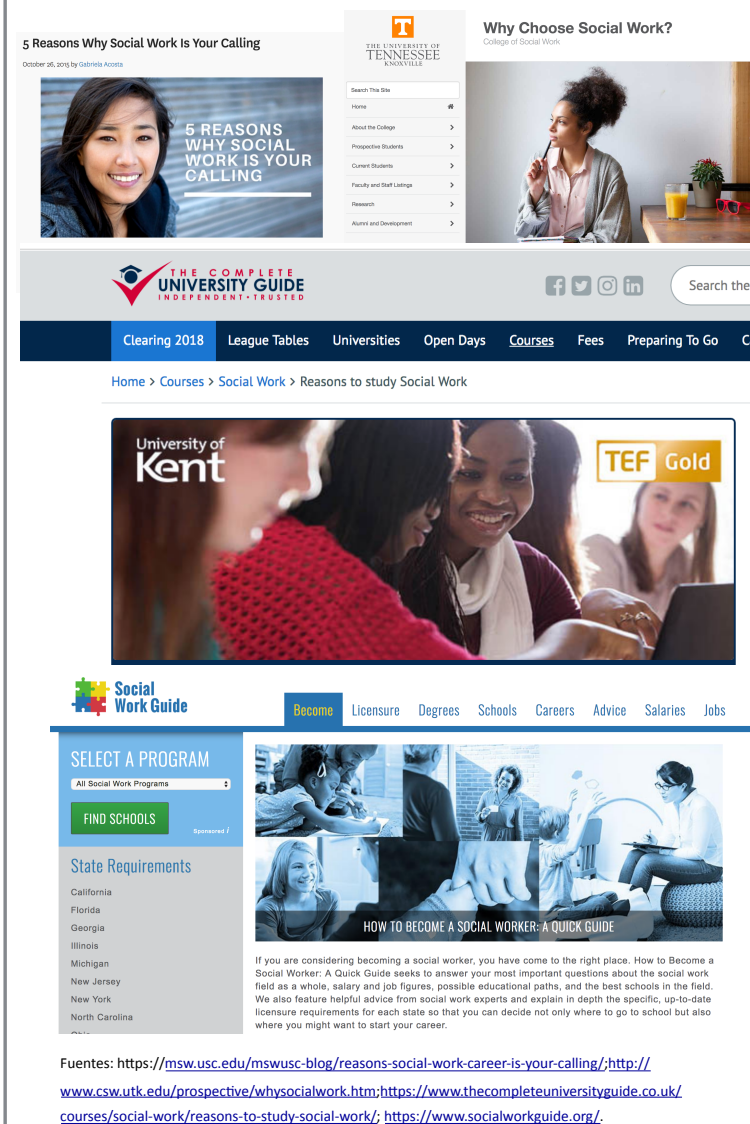 5 Reasons Why Social Work Is Your Calling
October 26, 2015 by Gabriela Acosta
5 REASONS
WHY SOCIAL
WORK IS YOUR
CALLING
T
THE UNIVERSITY OF
TENNESSEE
KNOXVILLE
Search This Site
Home
About the College
Prospective Students
Current Students
Faculty and Staff Listings
Research
Alumni and Development
Why Choose Social Work?
College of Social Work
THE COMPLETE
UNIVERSITY GUIDE
INDEPENDENT • TRUSTED
Search the
Clearing 2018 League Tables Universities Open Days Courses Fees Preparing To Go C
Home > Courses > Social Work > Reasons to study Social Work
University of
Kent
TEF Gold
Social
Work Guide
Become Licensure Degrees Schools Careers Advice Salaries Jobs
SELECT A PROGRAM
All Social Work Programs
FIND SCHOOLS
Sponsored i
State Requirements
California
Florida
Georgia
Illinois
Michigan
New Jersey
New York
North Carolina
HOW TO BECOME A SOCIAL WORKER: A QUICK GUIDE
If you are considering becoming a social worker, you have come to the right place. How to Become a
Social Worker: A Quick Guide seeks to answer your most important questions about the social work
field as a whole, salary and job figures, possible educational paths, and the best schools in the field.
We also feature helpful advice from social work experts and explain in depth the specific, up-to-date
licensure requirements for each state so that you can decide not only where to go to school but also
where you might want to start your career.
Fuentes: https://msw.usc.edu/mswusc-blog/reasons-social-work-career-is-your-calling/;http://
www.csw.utk.edu/prospective/whysocialwork.htm;https://www.thecompleteuniversityguide.co.uk/
courses/social-work/reasons-to-study-social-work/; https://www.socialworkguide.org/.